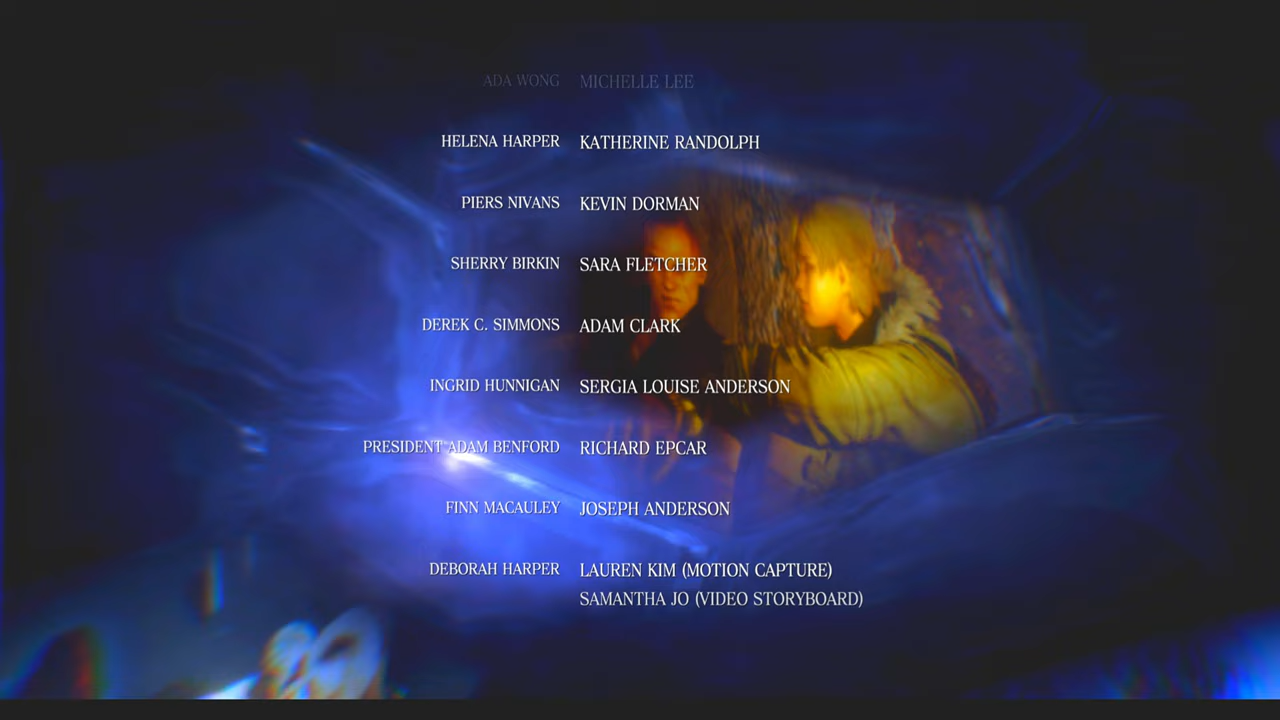 ADA WONG MICHELLE LEE
HELENA HARPER KATHERINE RANDOLPH
PIERS NIVANS KEVIN DORMAN
SHERRY BIRKIN SARA FLETCHER
DEREK C. SIMMONS ADAM CLARK
INGRID HUNNIGAN SERGIA LOUISE ANDERSON
PRESIDENT ADAM BENFORD RICHARD EPCAR
FINN MACAULEY JOSEPH ANDERSON
DEBORAH HARPER LAUREN KIM (MOTION CAPTURE)
SAMANTHA JO (VIDEO STORYBOARD)